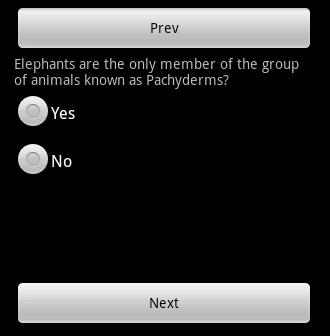 Prev
Elephants are the only member of the group
of animals known as Pachyderms?
Yes
No
Next